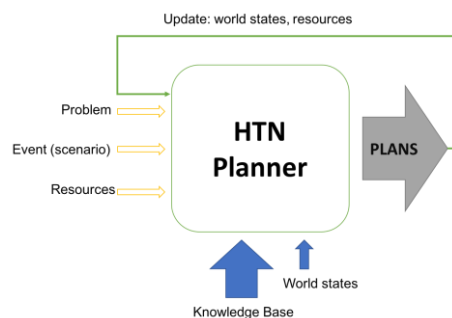 Update: world states, resources
Problem
Event (scenario)
Resources
HTN
Planner
PLANS
World states
Knowledge Base